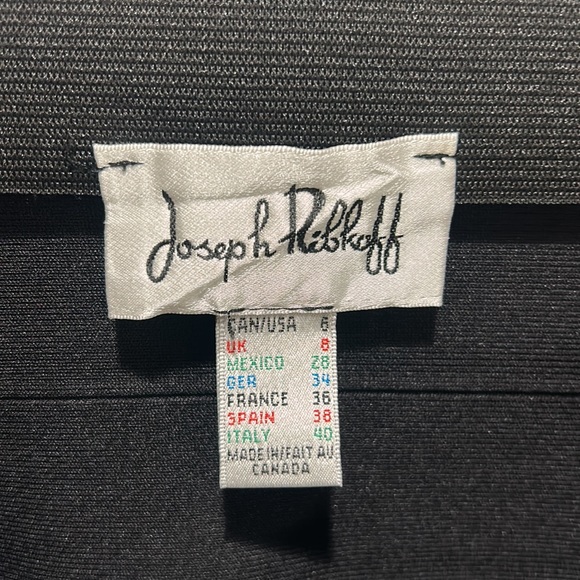 Joseph Ribkoff
CAN/USA 6
UK 8
MEXICO 28
GER 34
FRANCE 36
SPAIN 38
ITALY 40
MADE IN/FAIT AU
CANADA